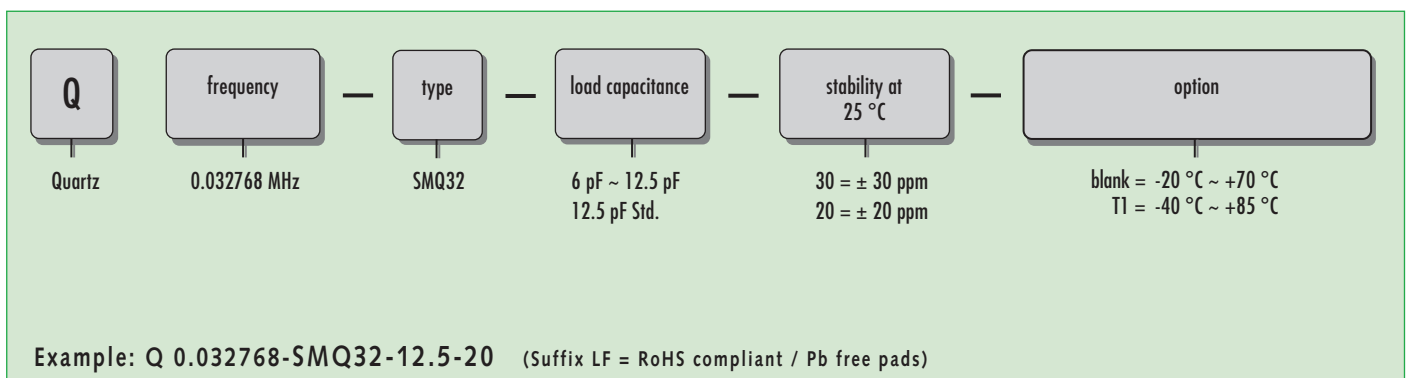 Q
frequency
type
load capacitance
stability at
25 °C
option
Quartz
0.032768 MHz
SMQ32
6 pF ~ 12.5 pF
12.5 pF Std.
30 = ± 30 ppm
20 = ± 20 ppm
blank = -20 °C ~ +70 °C
T1 = -40 °C ~ +85 °C
Example: Q 0.032768-SMQ32-12.5-20 (Suffix LF = RoHS compliant / Pb free pads)